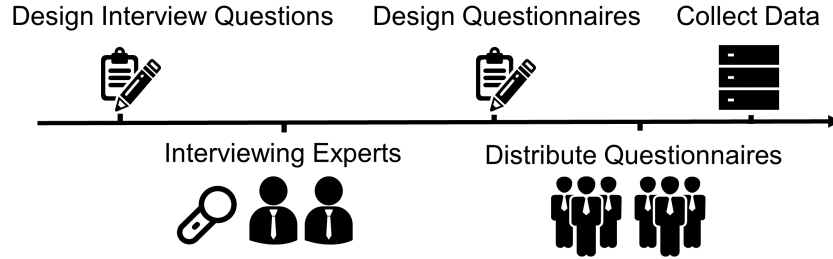 Design Interview Questions
Design Questionnaires
Collect Data
Interviewing Experts
Distribute Questionnaires